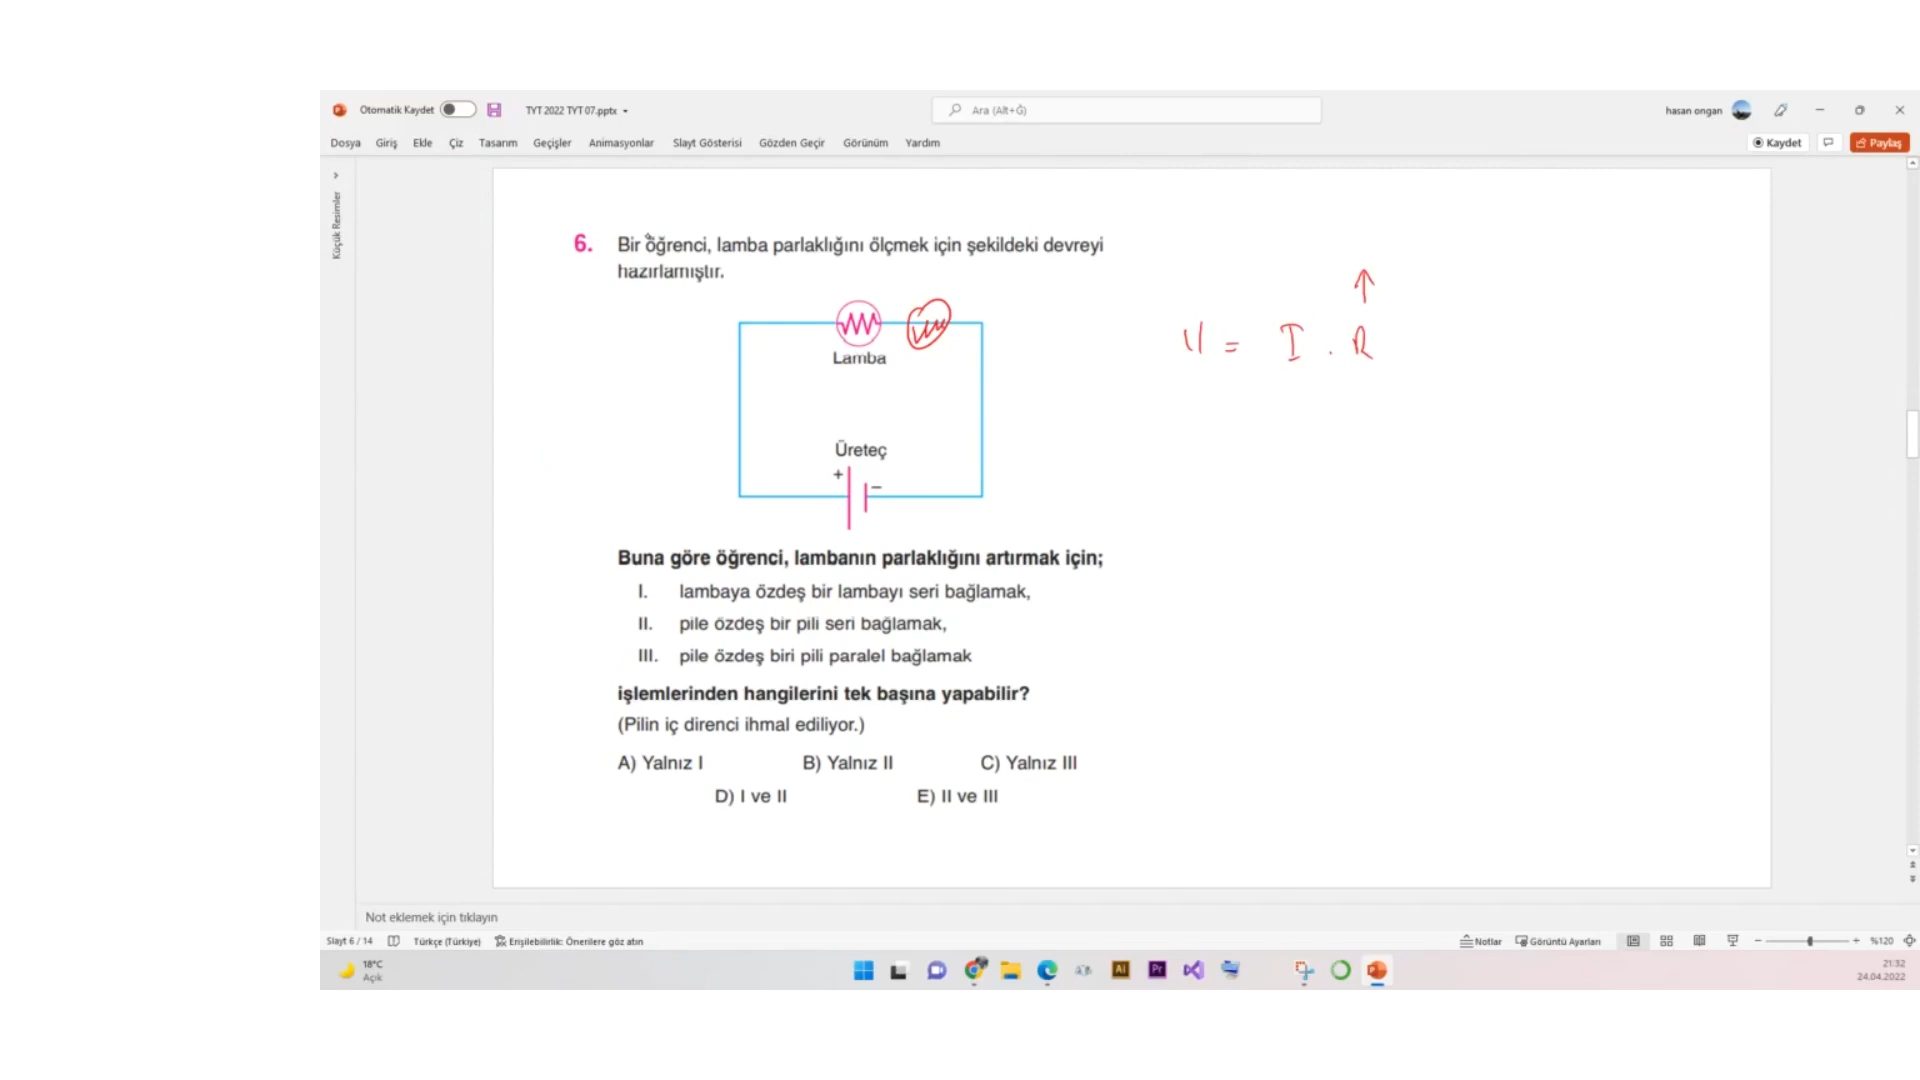 Otomatik Kaydet
TYT 2022 TYT 07.pptx
Ara (Alt+G)
hasan ongan
Dosya Giriş Ekle Çiz Tasarım Geçişler Animasyonlar Slayt Gösterisi Gözden Geçir Görünüm Yardım
Kaydet
Paylaş
Küçük Resimler
6. Bir öğrenci, lamba parlaklığını ölçmek için şekildeki devreyi
hazırlamıştır.
Lamba
V = I . R
Üreteç
+ −
Buna göre öğrenci, lambanın parlaklığını artırmak için;
I. lambaya özdeş bir lambayı seri bağlamak,
II. pile özdeş bir pili seri bağlamak,
III. pile özdeş biri pili paralel bağlamak
işlemlerinden hangilerini tek başına yapabilir?
(Pilin iç direnci ihmal ediliyor.)
A) Yalnız I B) Yalnız II C) Yalnız III
D) I ve II E) II ve III
Not eklemek için tıklayın
Slayt 6 / 14 Türkçe (Türkiye) Erişilebilirlik: Önerilere göz atın
Notlar Görüntü Ayarları %120
18°C
Açık
Ai Pr
21:32
24.04.2022